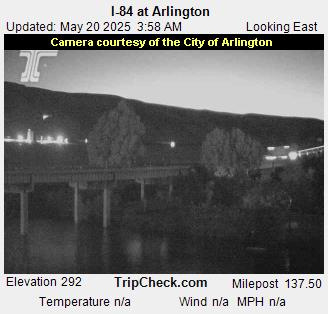 I-84 at Arlington
Updated: May 20 2025 3:58 AM Looking East
Camera courtesy of the City of Arlington
Elevation 292 TripCheck.com Milepost 137.50
Temperature n/a Wind n/a MPH n/a